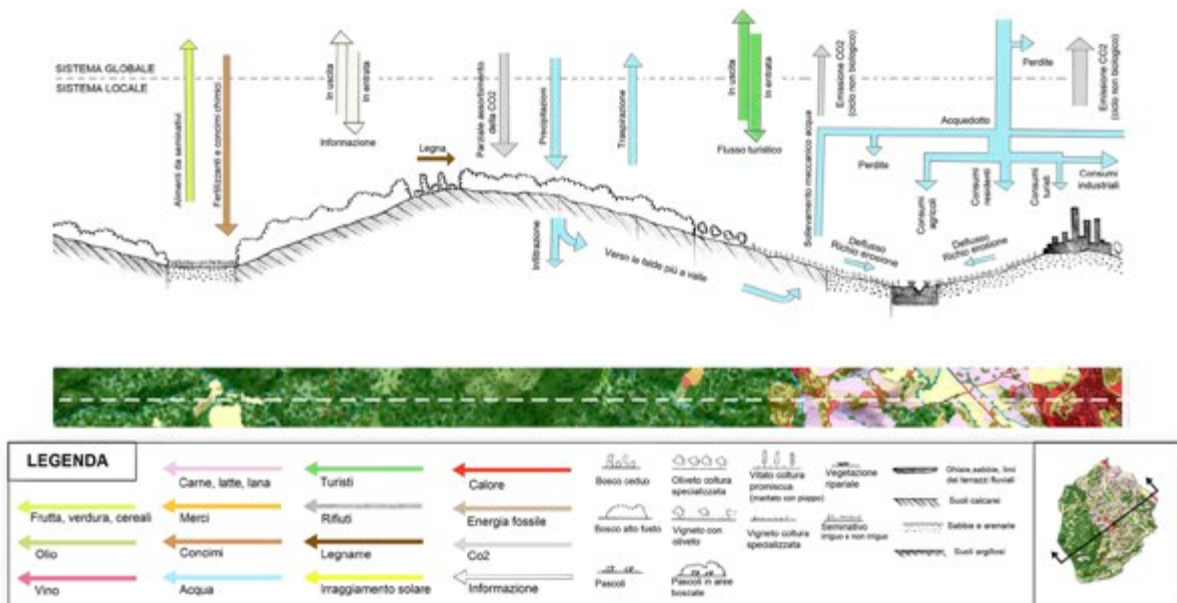 SISTEMA GLOBALE
SISTEMA LOCALE
Alimenti da seminativi
Fertilizzanti e concimi chimici
In uscita
In entrata
Informazione
Legna
Parziale assorbimento
della CO2
Precipitazioni
Traspirazione
In uscita
In entrata
Flusso turistico
Emissione CO2
(ciclo non biologico)
Sollevamento meccanico acqua
Perdite
Acquedotto
Perdite
Emissione CO2
(ciclo non biologico)
Consumi
agricoli
Consumi
residenti
Consumi
turisti
Consumi
industriali
Infiltrazione
Verso le falde più a valle
Deflusso
Richio erosione
Deflusso
Richio erosione
LEGENDA
Frutta, verdura, cereali
Olio
Vino
Carne, latte, lana
Merci
Concimi
Acqua
Turisti
Rifiuti
Legname
Irraggiamento solare
Calore
Energia fossile
Co2
Informazione
Bosco ceduo
Bosco alto fusto
Pascoli
Oliveto coltura
specializzata
Vigneto con
oliveto
Pascoli in aree
boscate
Vitato coltura
promiscua
(maritato con pioppo)
Vigneto coltura
specializzata
Vegetazione
ripariale
Seminativo
irriguo e non irriguo
Ghiaie,sabbie, limi
dei terrazzi fluviali
Suoli calcarei
Sabbie e arenarie
Suoli argillosi